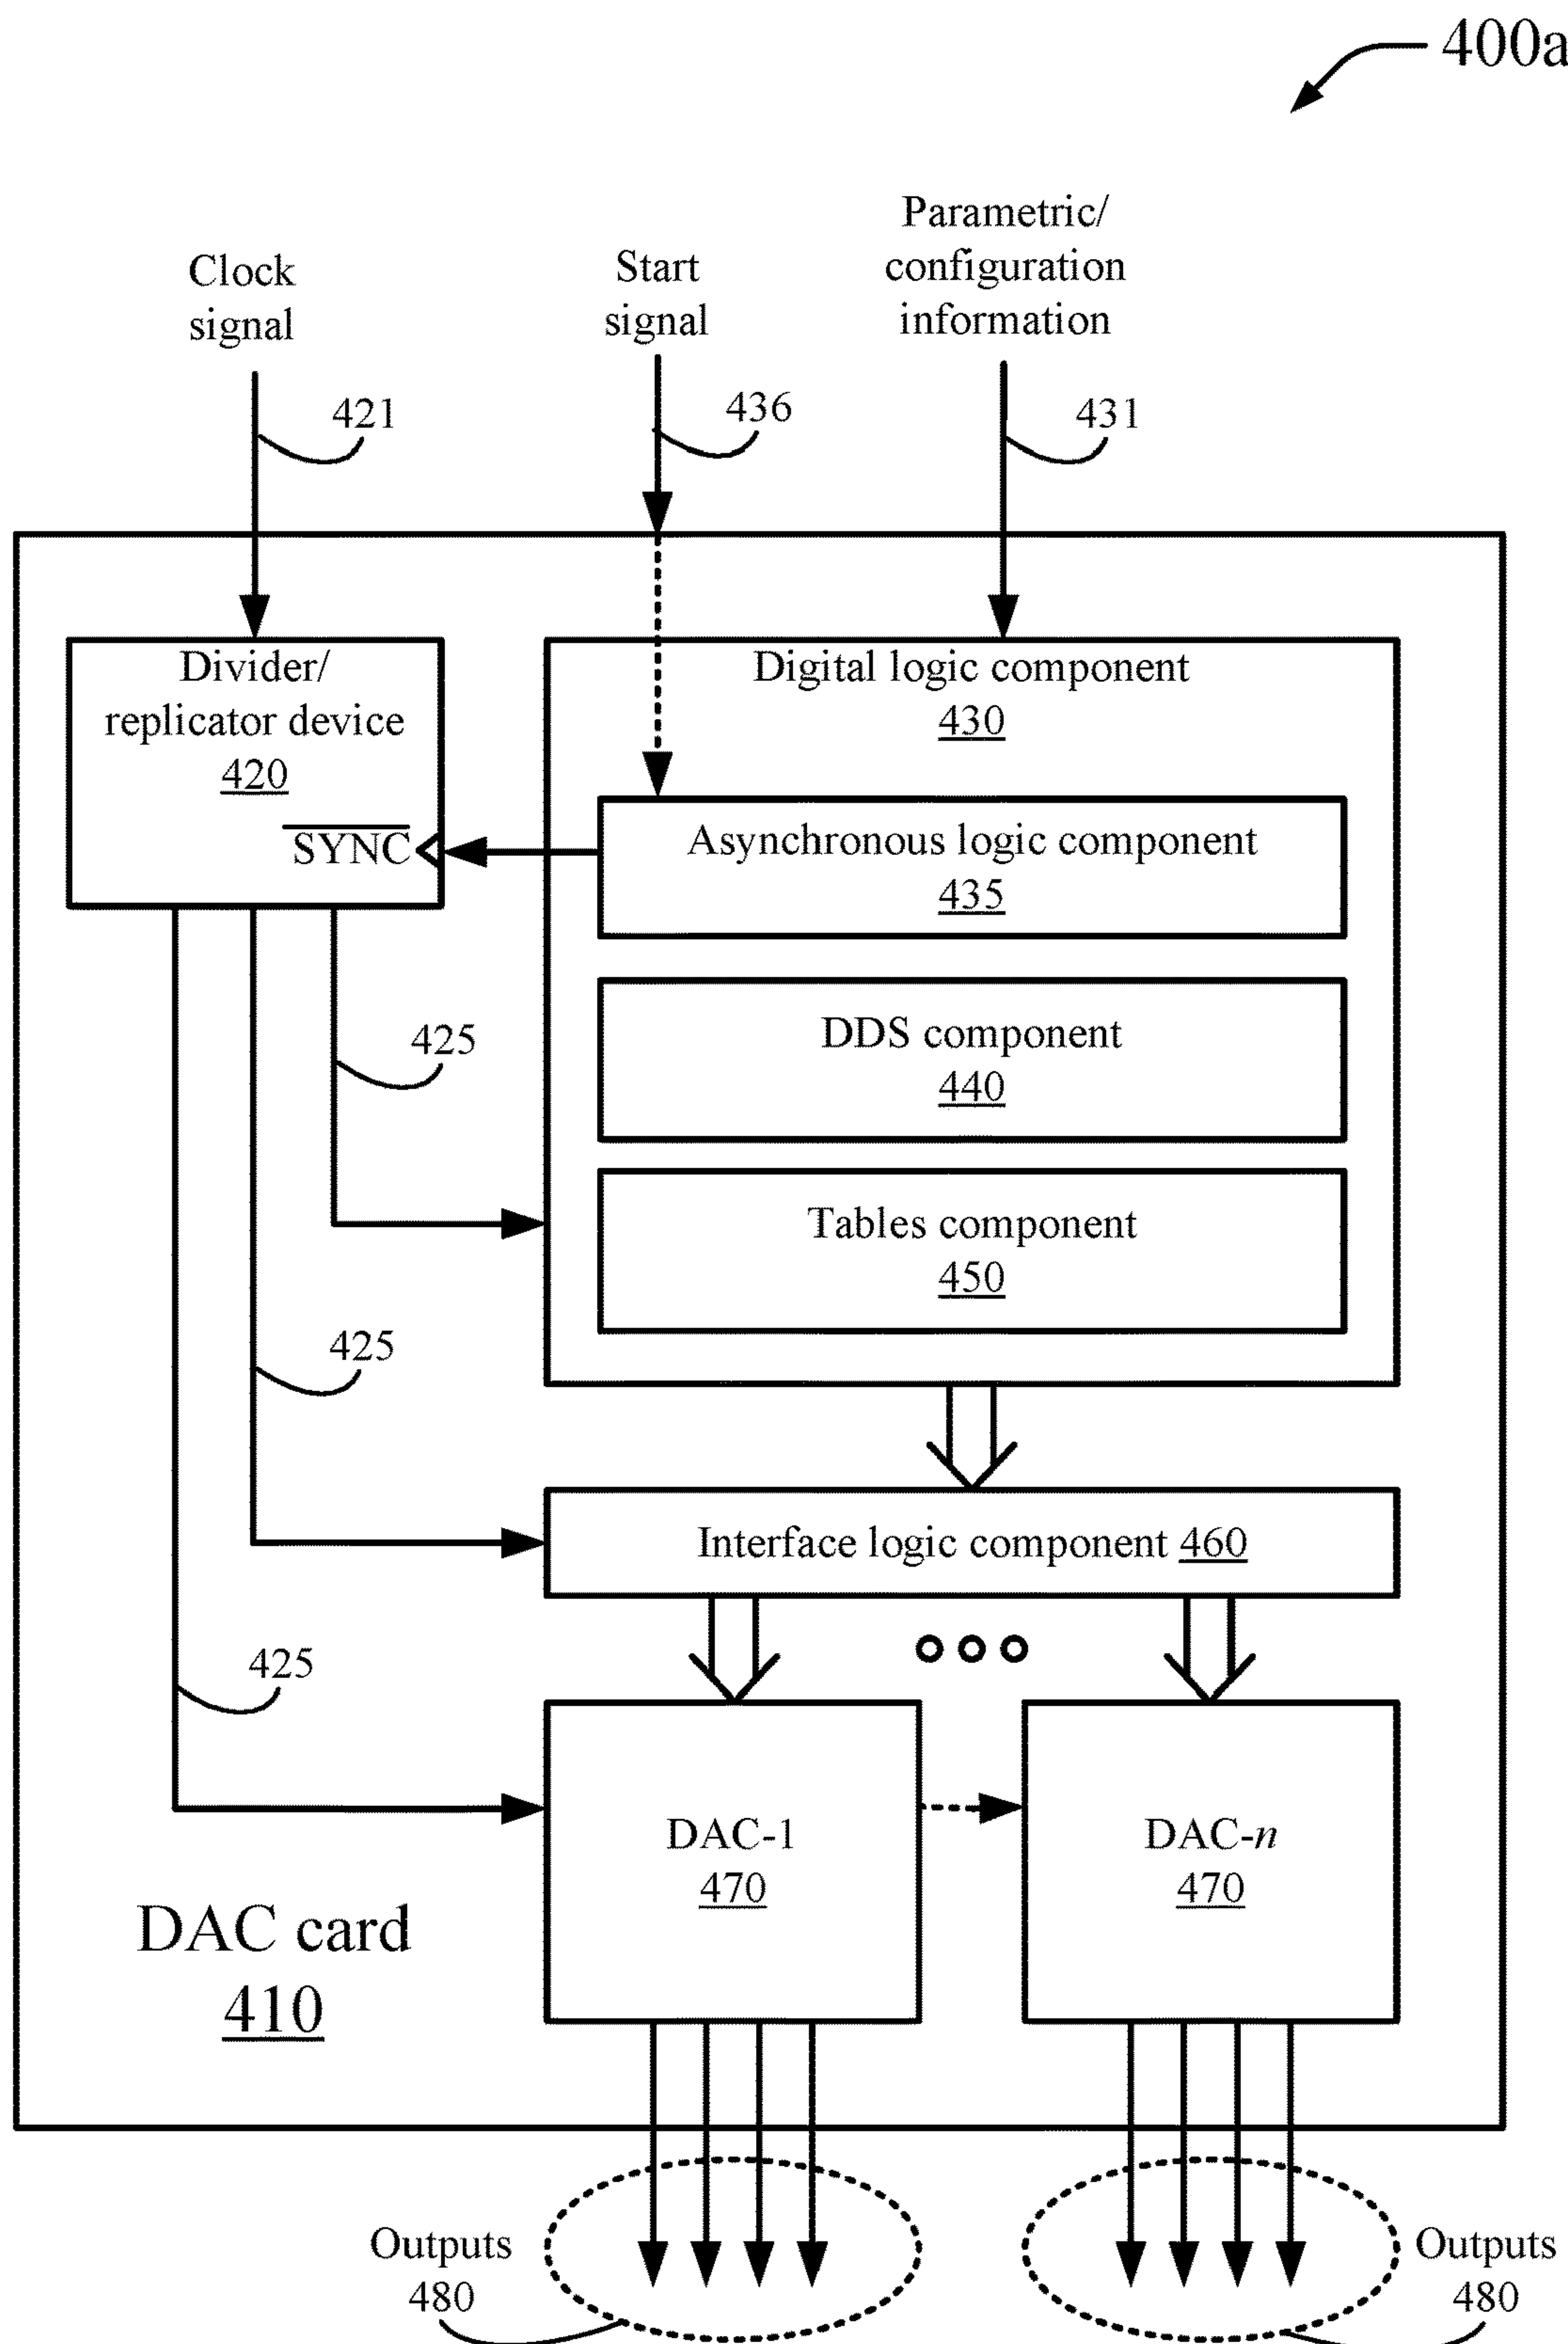 400a
Clock
signal
Start
signal
Parametric/
configuration
information
421
436
431
Divider/
replicator device
420
SYNC
Digital logic component
430
Asynchronous logic component
435
DDS component
440
Tables component
450
425
425
425
Interface logic component 460
DAC-1
470
DAC-n
470
DAC card
410
Outputs
480
Outputs
480